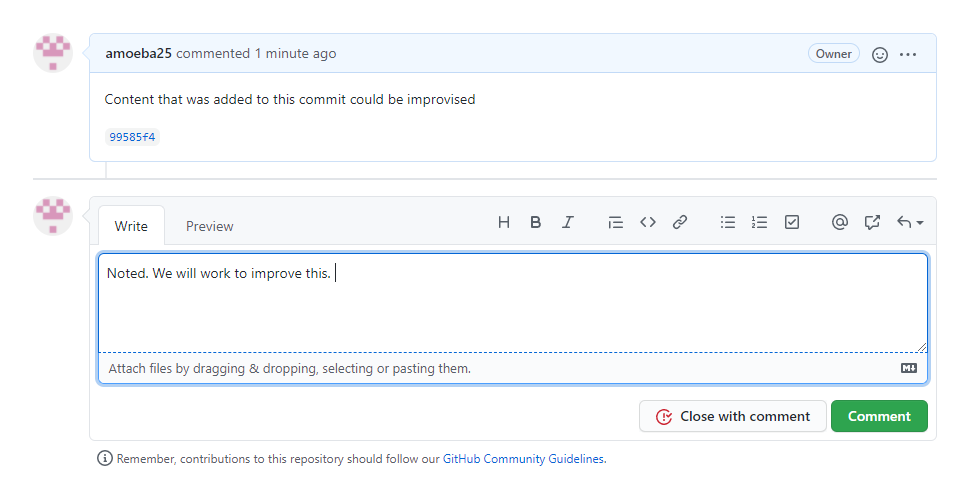 amoeba25 commented 1 minute ago Owner
Content that was added to this commit could be improvised
99585f4
Write Preview H B I
Noted. We will work to improve this.
Attach files by dragging & dropping, selecting or pasting them.
Close with comment Comment
Remember, contributions to this repository should follow our GitHub Community Guidelines.